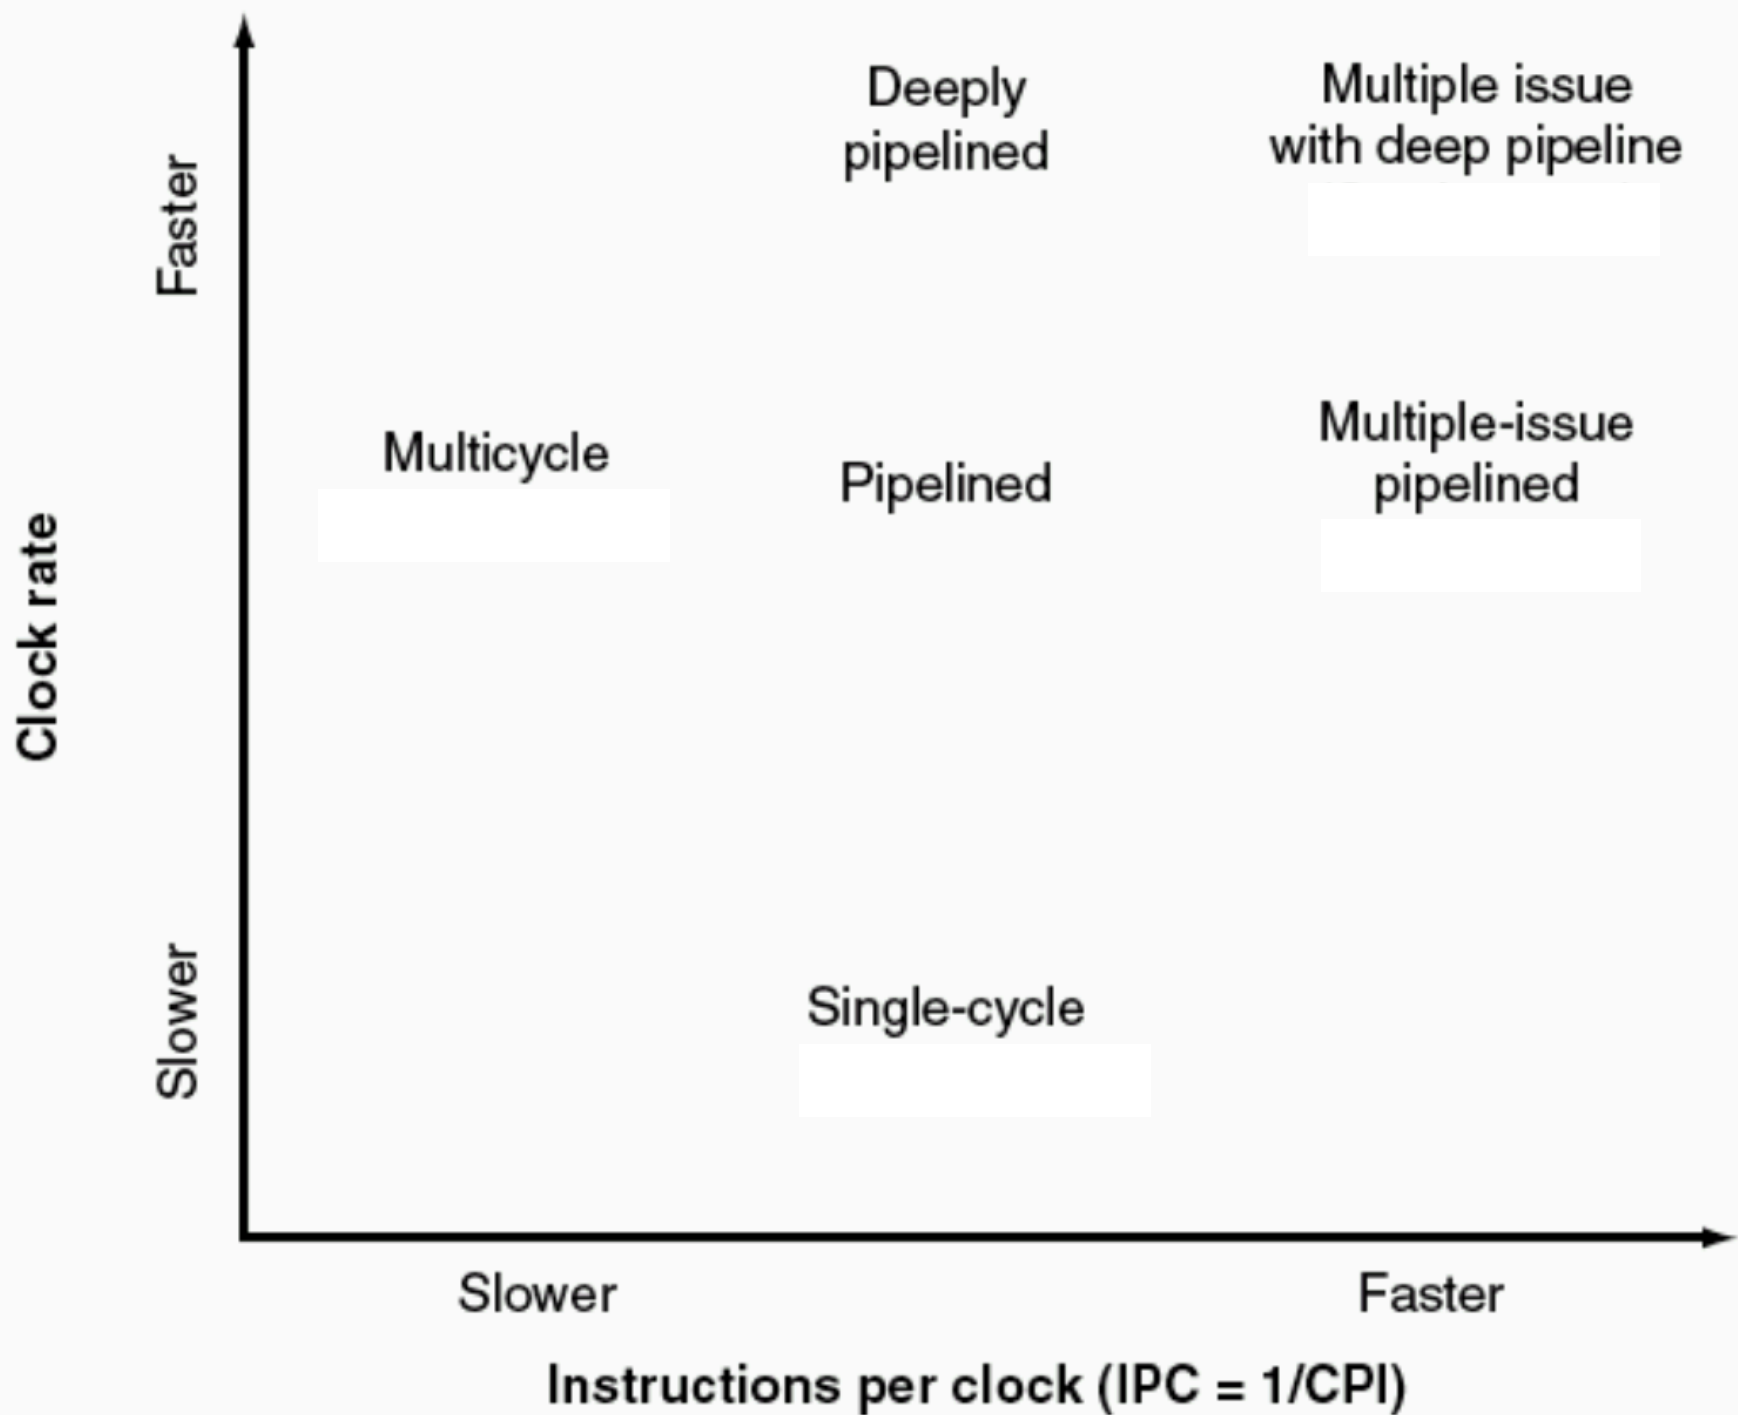 Deeply
pipelined
Multiple issue
with deep pipeline
Faster
Multicycle
Pipelined
Multiple-issue
pipelined
Clock rate
Single-cycle
Slower
Slower
Faster
Instructions per clock (IPC = 1/CPI)